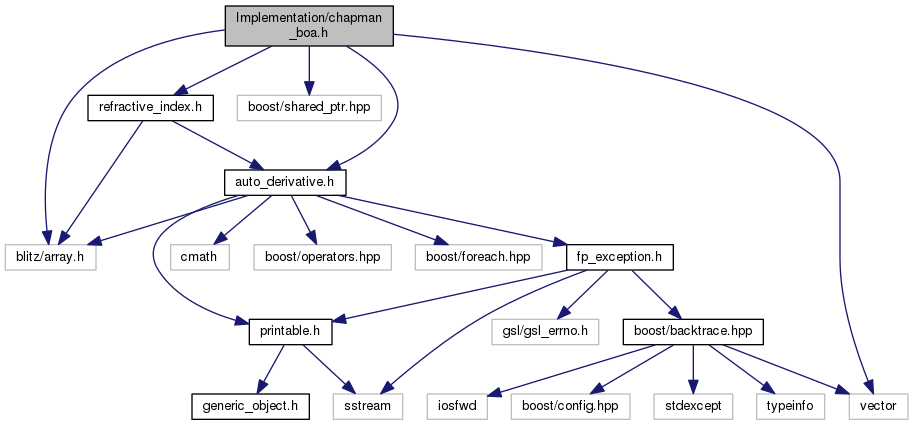 Implementation/chapman
_boa.h
refractive_index.h
boost/shared_ptr.hpp
auto_derivative.h
blitz/array.h
cmath
boost/operators.hpp
boost/foreach.hpp
fp_exception.h
printable.h
gsl/gsl_errno.h
boost/backtrace.hpp
generic_object.h
sstream
iosfwd
boost/config.hpp
stdexcept
typeinfo
vector